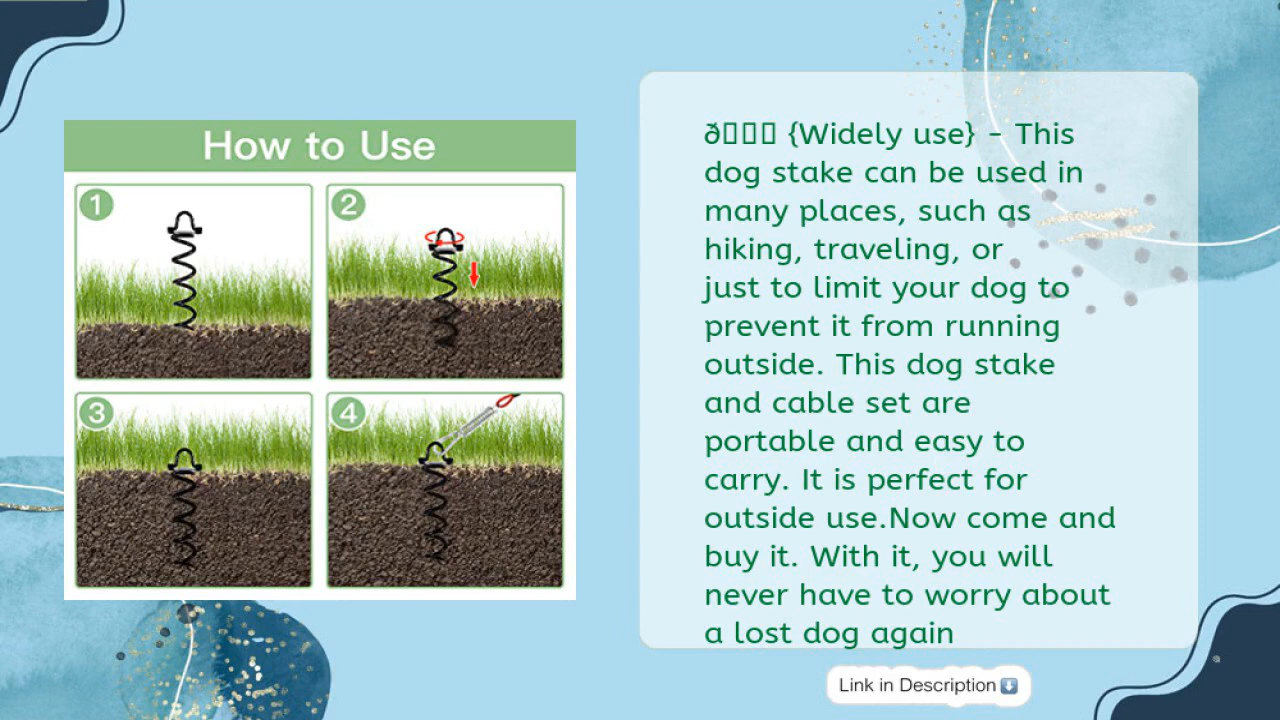 How to Use
1
2
3
4
ð▯▯▯ {Widely use} - This
dog stake can be used in
many places, such as
hiking, traveling, or
just to limit your dog to
prevent it from running
outside. This dog stake
and cable set are
portable and easy to
carry. It is perfect for
outside use.Now come and
buy it. With it, you will
never have to worry about
a lost dog again
Link in Description⬇️